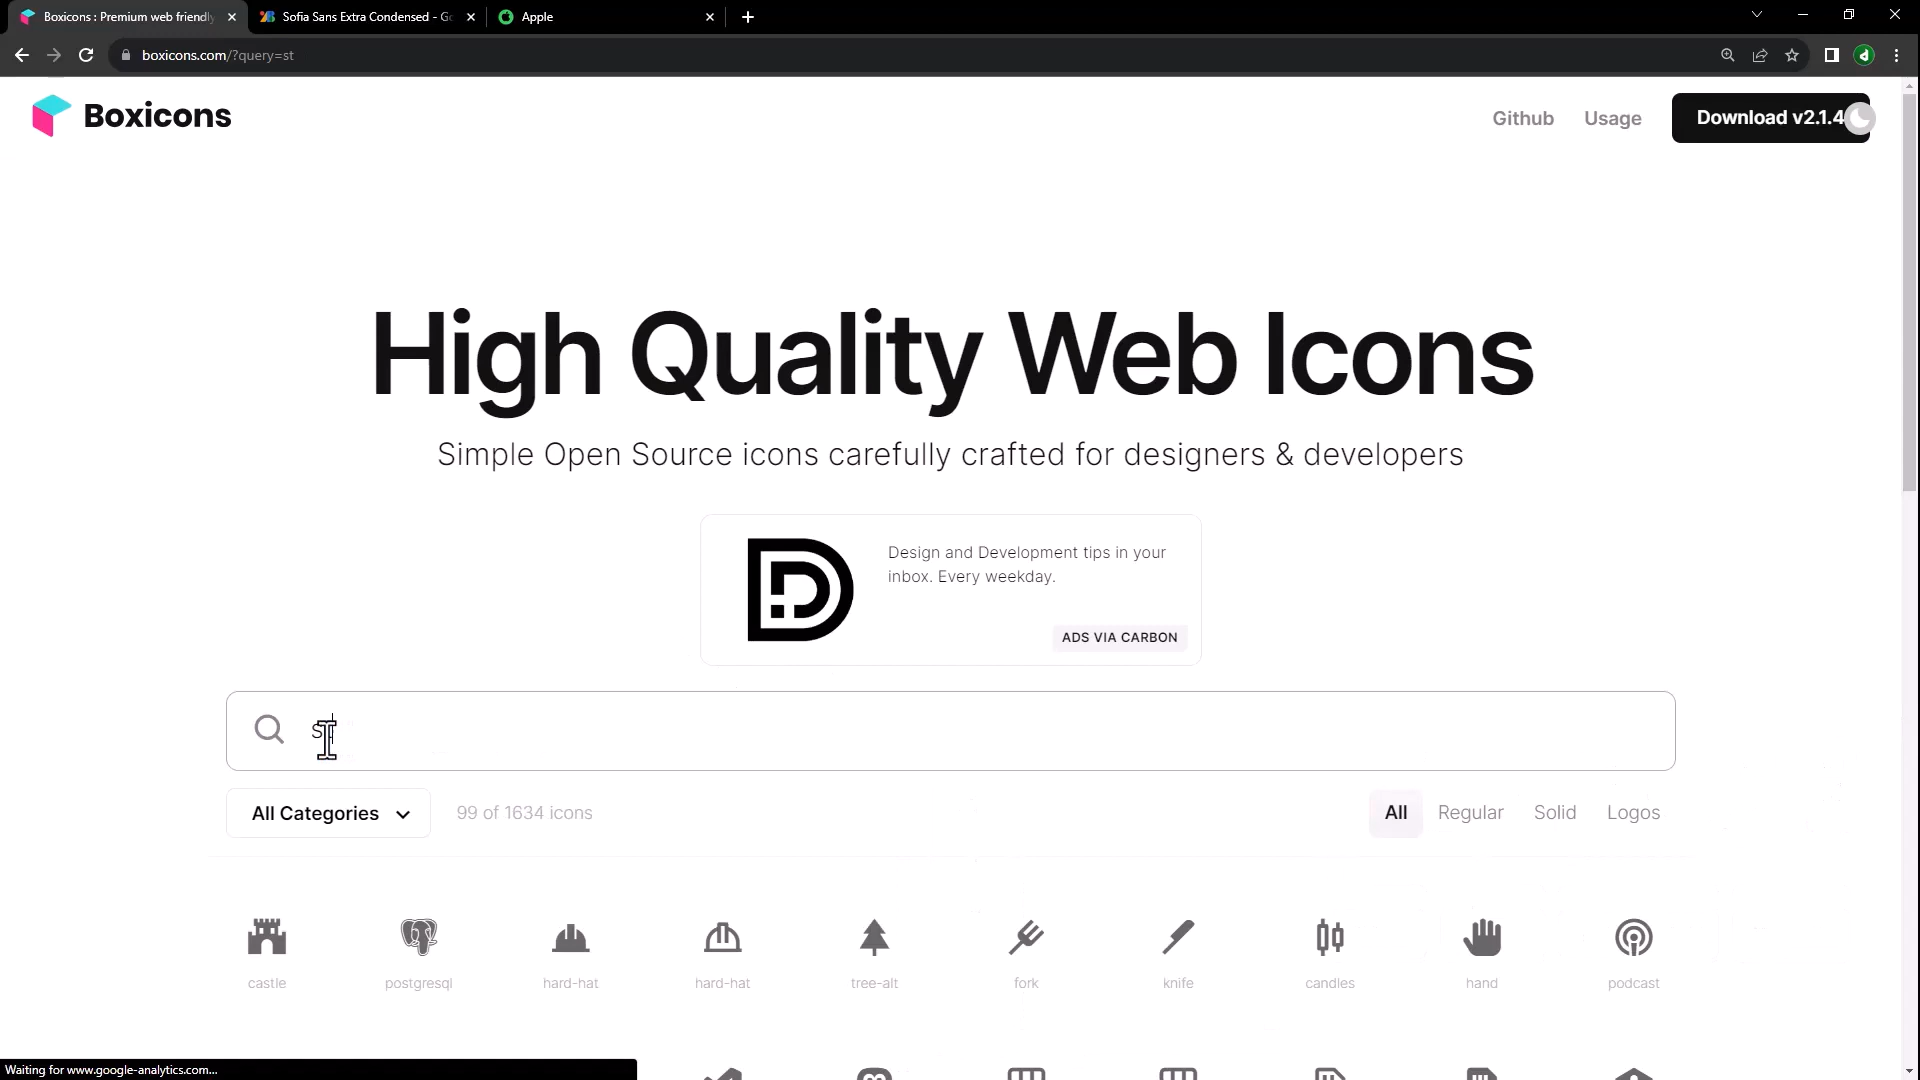 Boxicons : Premium web friendly
Sofia Sans Extra Condensed - Go
Apple
boxicons.com/?query=st
Boxicons
Github
Usage
Download v2.1.4
High Quality Web Icons
Simple Open Source icons carefully crafted for designers & developers
Design and Development tips in your
inbox. Every weekday.
ADS VIA CARBON
All Categories
99 of 1634 icons
All
Regular
Solid
Logos
castle
postgresql
hard-hat
hard-hat
tree-alt
fork
knife
candles
hand
podcast
Waiting for www.google-analytics.com...